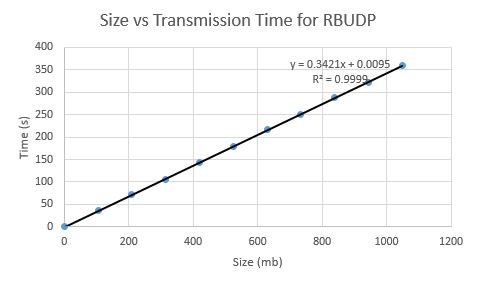 Size vs Transmission Time for RBUDP
400
350
300
250
200
150
100
50
0
Time (s)
y = 0.3421x + 0.0095
R² = 0.9999
0 200 400 600 800 1000 1200
Size (mb)